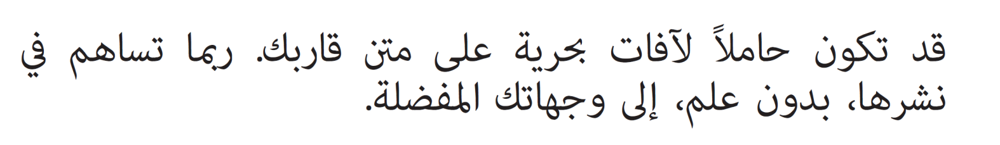 قد تكون حاملاً لآفات بحرية على متن قاربك. ربما تساهم في
نشرها، بدون علم، إلى وجهاتك المفضلة.